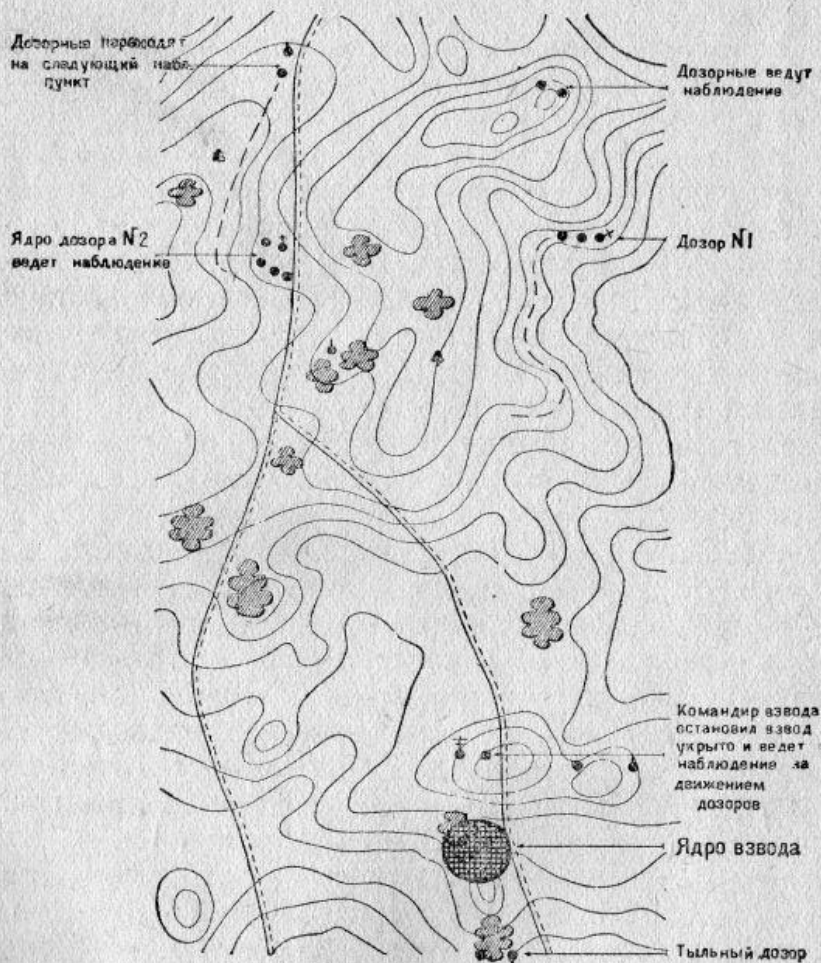 Дозорные переходят
на следующий набл.
пункт
Дозорные ведут
наблюдение
Ядро дозора №2
ведет наблюдение
Дозор №1
Командир взвода
остановил взвод
укрыто и ведет
наблюдение за
движением
дозоров
Ядро взвода
Тыльный дозор